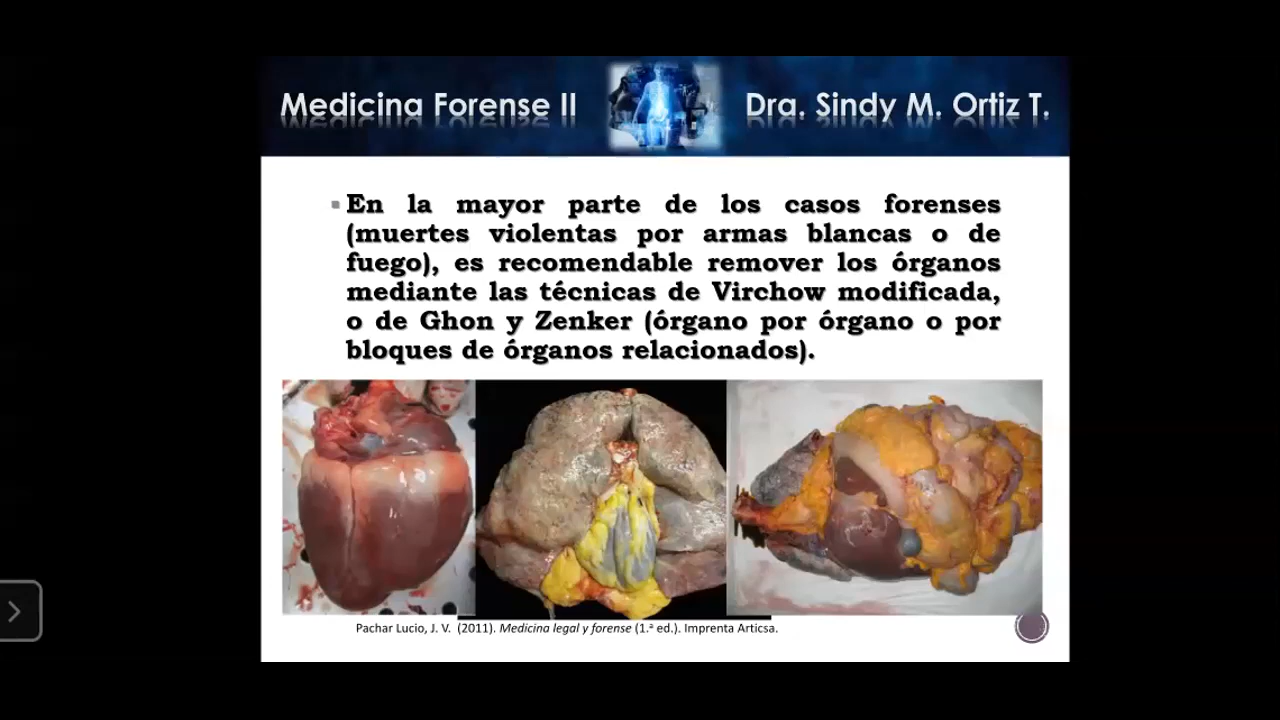 Medicina Forense II
Dra. Sindy M. Ortiz T.
En la mayor parte de los casos forenses
(muertes violentas por armas blancas o de
fuego), es recomendable remover los órganos
mediante las técnicas de Virchow modificada,
o de Ghon y Zenker (órgano por órgano o por
bloques de órganos relacionados).
Pachar Lucio, J. V. (2011). Medicina legal y forense (1.ª ed.). Imprenta Articsa.